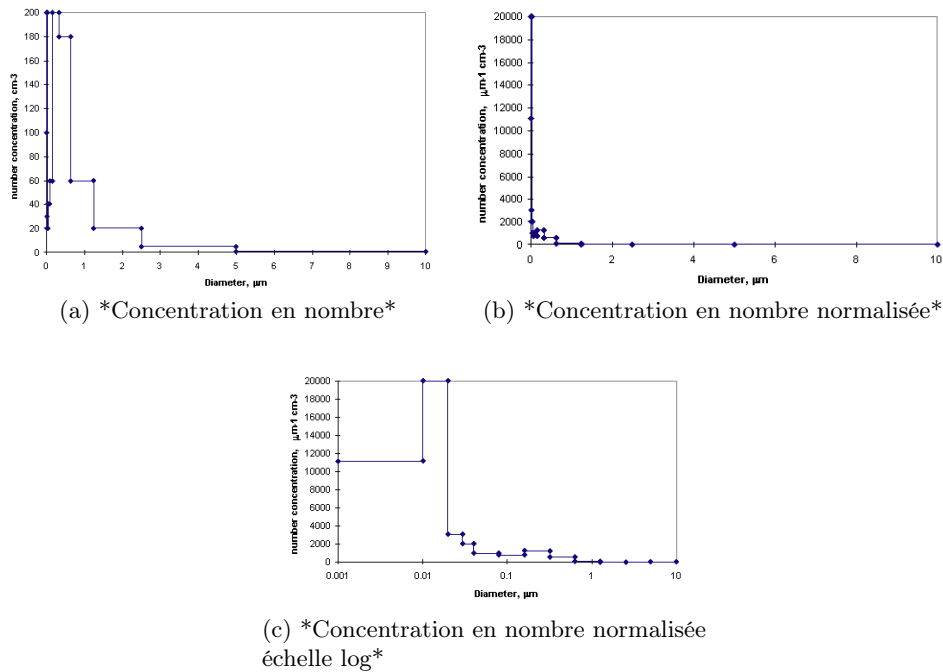 200
180
160
140
120
100
80
60
40
20
0
number concentration, cm-3
0 1 2 3 4 5 6 7 8 9 10
Diameter, µm
(a) *Concentration en nombre*
20000
18000
16000
14000
12000
10000
8000
6000
4000
2000
0
number concentration, µm-1 cm-3
0 2 4 6 8 10
Diameter, µm
(b) *Concentration en nombre normalisée*
20000
18000
16000
14000
12000
10000
8000
6000
4000
2000
0
number concentration, µm-1 cm-3
0.001 0.01 0.1 1 10
Diameter, µm
(c) *Concentration en nombre normalisée
échelle log*